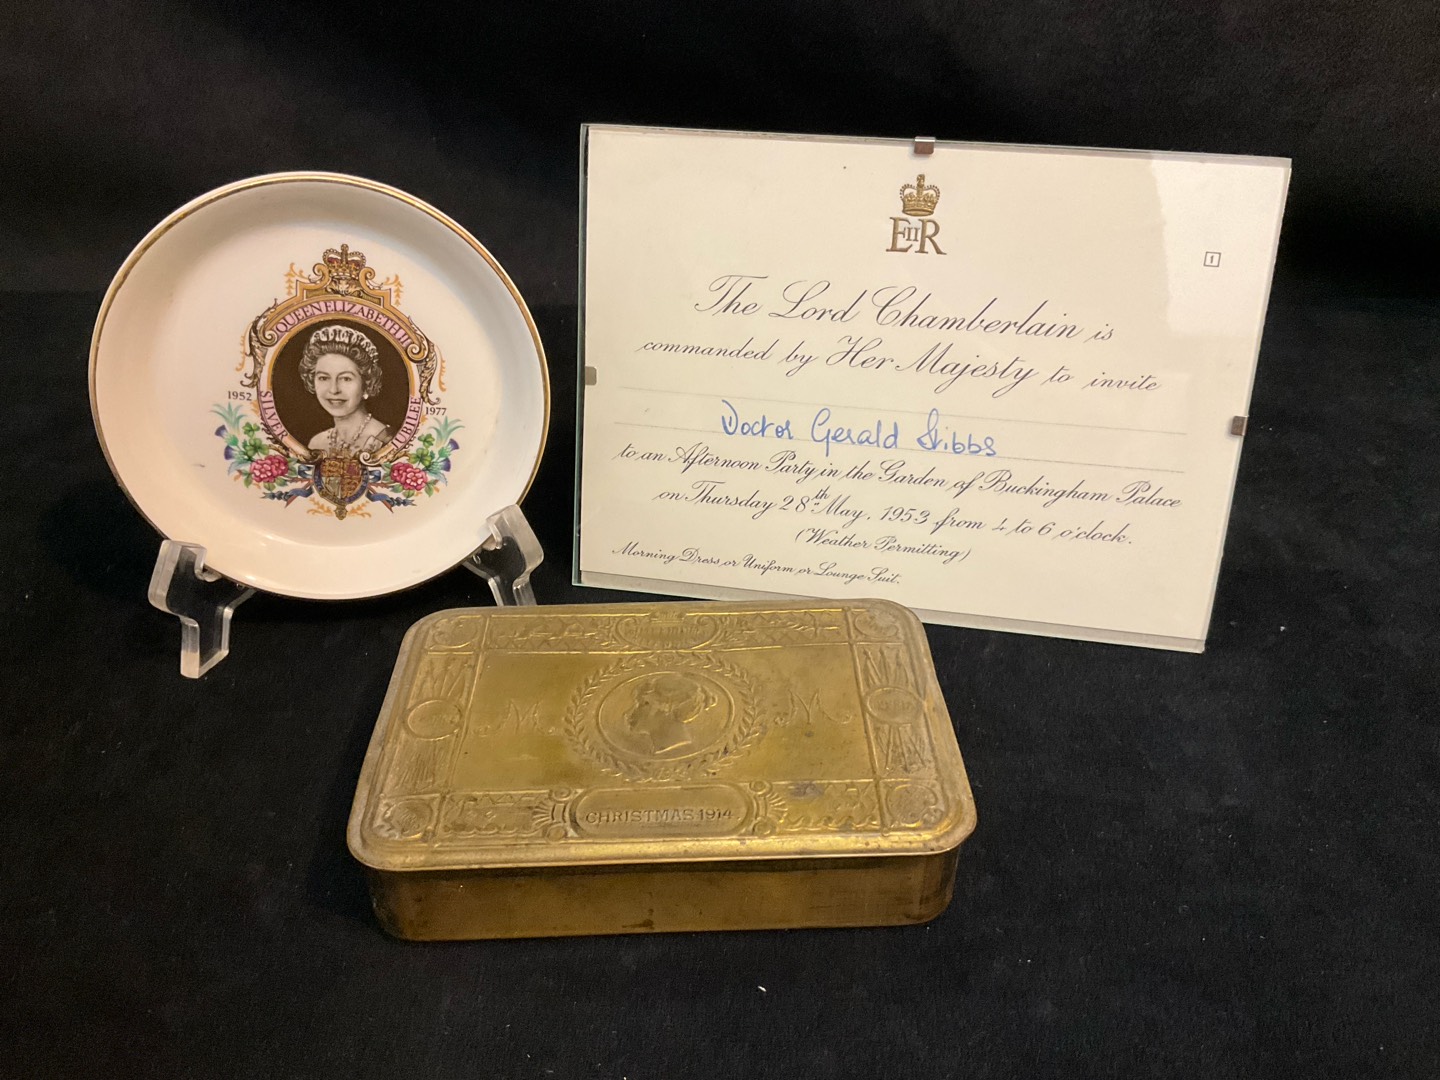 QUEEN ELIZABETH II
1952
1977
SILVER
JUBILEE
EIIR
1
The Lord Chamberlain is
commanded by Her Majesty to invite
Doctor Gerald Stibbs
to an Afternoon Party in the Garden of Buckingham Palace
on Thursday 28th May, 1953 from 4 to 6 o'clock.
(Weather Permitting)
Morning Dress or Uniform or Lounge Suit.
M
M
CHRISTMAS 1914